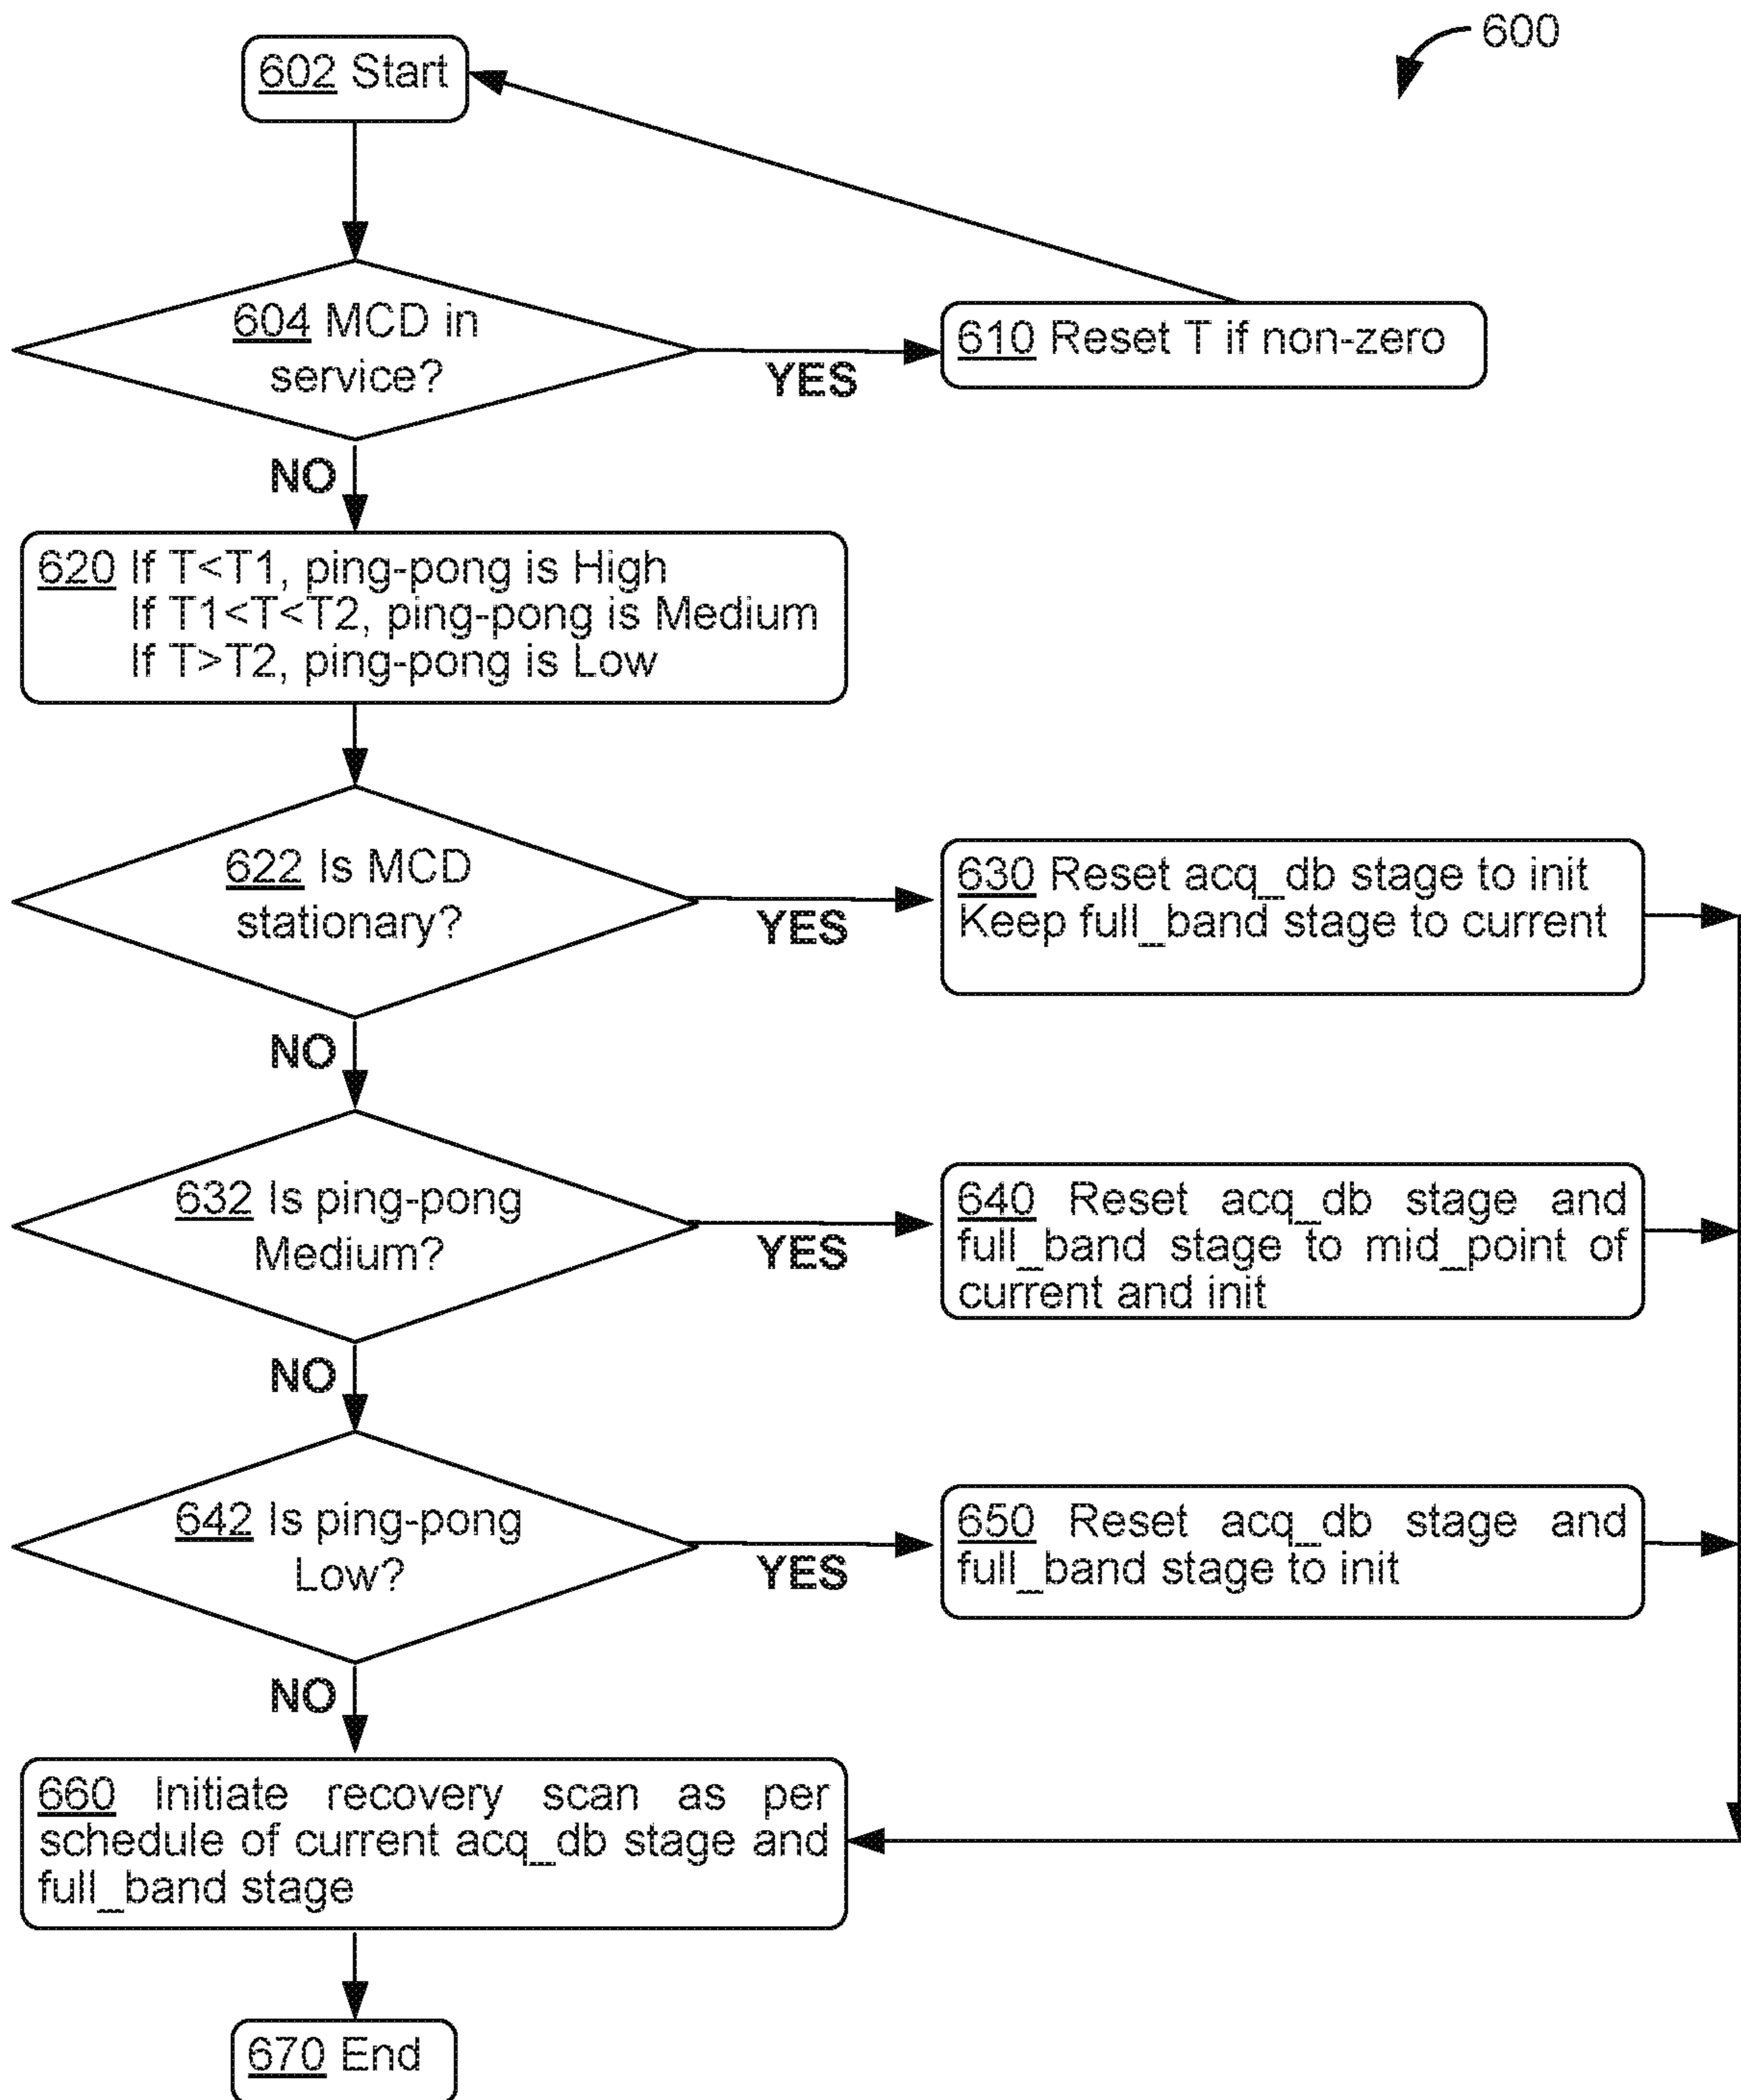 600
602 Start
604 MCD in
service?
YES
610 Reset T if non-zero
NO
620 If T<T1, ping-pong is High
If T1<T<T2, ping-pong is Medium
If T>T2, ping-pong is Low
622 Is MCD
stationary?
YES
630 Reset acq_db stage to init
Keep full_band stage to current
NO
632 Is ping-pong
Medium?
YES
640 Reset acq_db stage and
full_band stage to mid_point of
current and init
NO
642 Is ping-pong
Low?
YES
650 Reset acq_db stage and
full_band stage to init
NO
660 Initiate recovery scan as per
schedule of current acq_db stage and
full_band stage
670 End